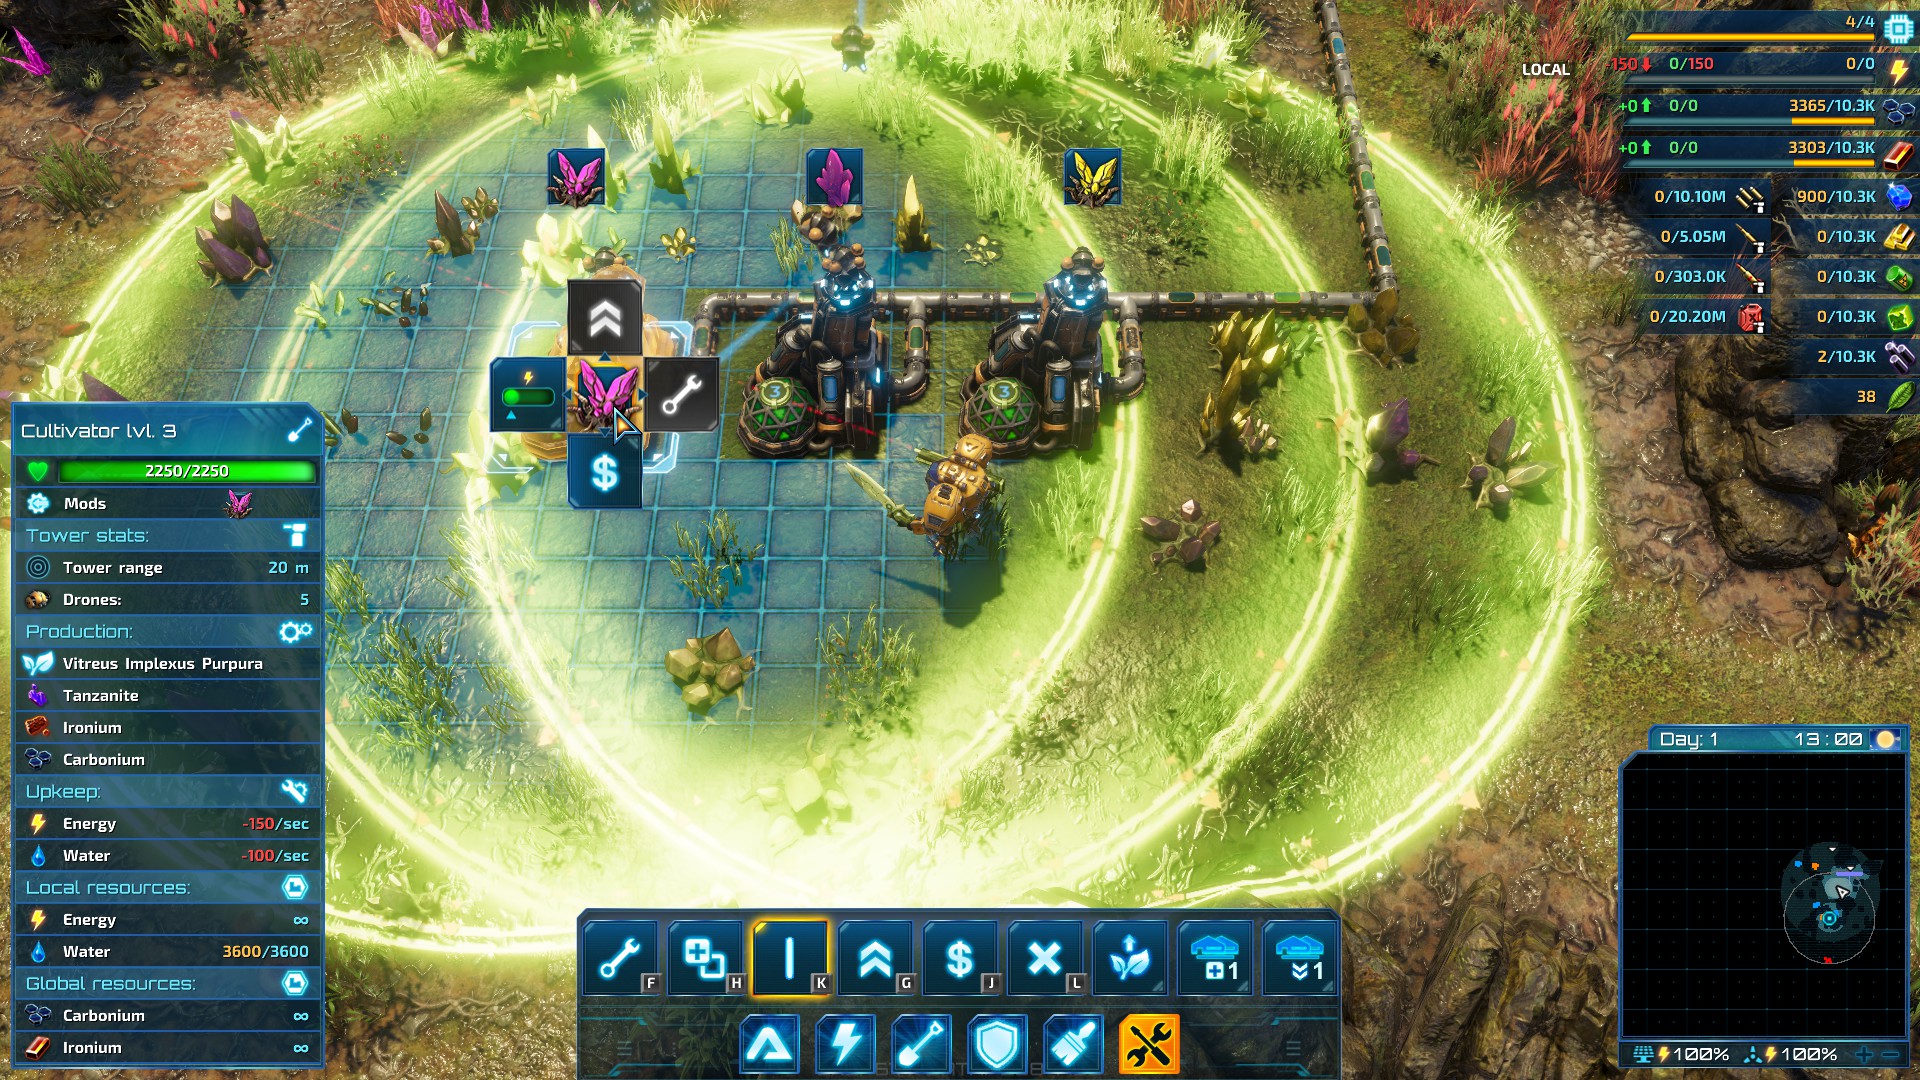 4/4
LOCAL
-150 0/150 0/0
+0 0/0 3365/10.3K
+0 0/0 3303/10.3K
0/10.10M 900/10.3K
0/5.05M 0/10.3K
0/303.0K 0/10.3K
0/20.20M 0/10.3K
2/10.3K
38
3
3
Cultivator lvl. 3
2250/2250
Mods
Tower stats:
Tower range 20 m
Drones: 5
Production:
Vitreus Implexus Purpura
Tanzanite
Ironium
Carbonium
Upkeep:
Energy -150/sec
Water -100/sec
Local resources:
Energy ∞
Water 3600/3600
Global resources:
Carbonium ∞
Ironium ∞
$
Day: 1 13:00
F
H
K
G
$ J
L
1
1
100% 100%